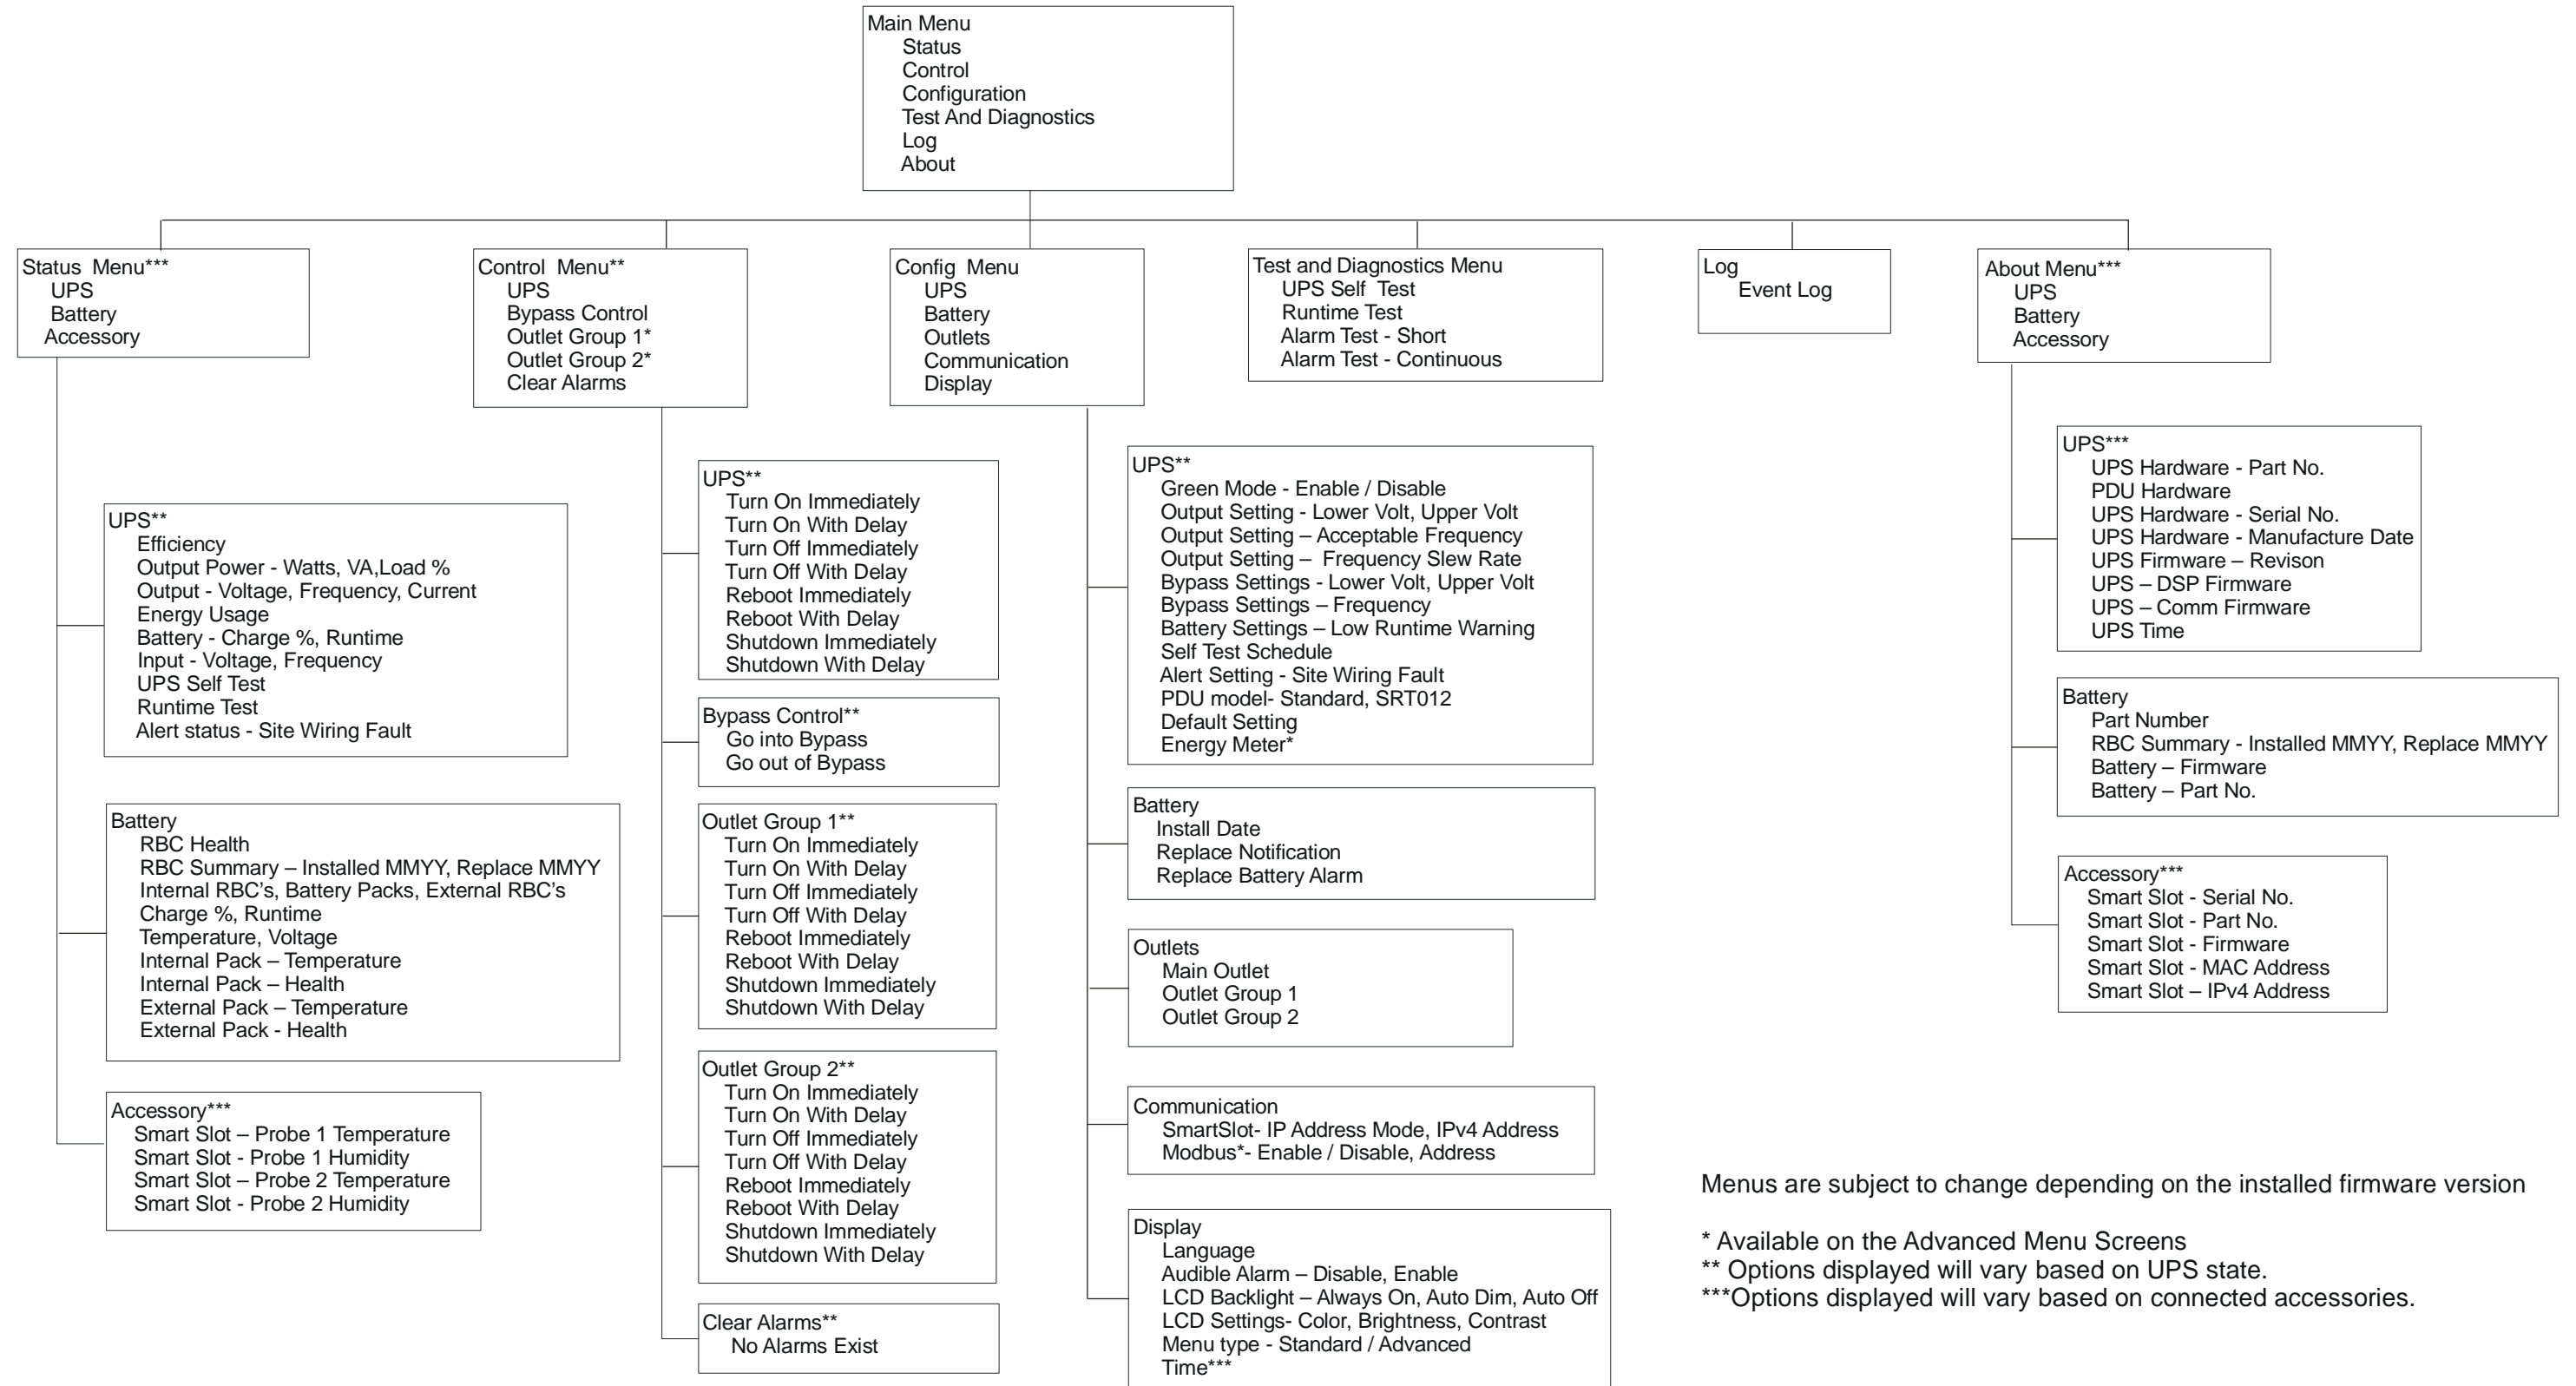 Main Menu
Status
Control
Configuration
Test And Diagnostics
Log
About
Status  Menu***
UPS
Battery
Accessory
UPS**
Efficiency
Output Power - Watts, VA,Load %
Output - Voltage, Frequency, Current
Energy Usage
Battery - Charge %, Runtime
Input - Voltage, Frequency
UPS Self Test
Runtime Test
Alert status - Site Wiring Fault
Battery
RBC Health
RBC Summary – Installed MMYY, Replace MMYY
Internal RBC’s, Battery Packs, External RBC’s
Charge %, Runtime
Temperature, Voltage
Internal Pack – Temperature
Internal Pack – Health
External Pack – Temperature
External Pack - Health
Accessory***
Smart Slot – Probe 1 Temperature
Smart Slot - Probe 1 Humidity
Smart Slot – Probe 2 Temperature
Smart Slot - Probe 2 Humidity
Control  Menu**
UPS
Bypass Control
Outlet Group 1*
Outlet Group 2*
Clear Alarms
UPS**
Turn On Immediately
Turn On With Delay
Turn Off Immediately
Turn Off With Delay
Reboot Immediately
Reboot With Delay
Shutdown Immediately
Shutdown With Delay
Bypass Control**
Go into Bypass
Go out of Bypass
Outlet Group 1**
Turn On Immediately
Turn On With Delay
Turn Off Immediately
Turn Off With Delay
Reboot Immediately
Reboot With Delay
Shutdown Immediately
Shutdown With Delay
Outlet Group 2**
Turn On Immediately
Turn On With Delay
Turn Off Immediately
Turn Off With Delay
Reboot Immediately
Reboot With Delay
Shutdown Immediately
Shutdown With Delay
Clear Alarms**
No Alarms Exist
Config  Menu
UPS
Battery
Outlets
Communication
Display
UPS**
Green Mode - Enable / Disable
Output Setting - Lower Volt, Upper Volt
Output Setting – Acceptable Frequency
Output Setting –  Frequency Slew Rate
Bypass Settings - Lower Volt, Upper Volt
Bypass Settings – Frequency
Battery Settings – Low Runtime Warning
Self Test Schedule
Alert Setting - Site Wiring Fault
PDU model- Standard, SRT012
Default Setting
Energy Meter*
Battery
Install Date
Replace Notification
Replace Battery Alarm
Outlets
Main Outlet
Outlet Group 1
Outlet Group 2
Communication
SmartSlot- IP Address Mode, IPv4 Address
Modbus*- Enable / Disable, Address
Display
Language
Audible Alarm – Disable, Enable
LCD Backlight – Always On, Auto Dim, Auto Off
LCD Settings- Color, Brightness, Contrast
Menu type - Standard / Advanced
Time***
Test and Diagnostics Menu
UPS Self  Test
Runtime Test
Alarm Test - Short
Alarm Test - Continuous
Log
Event Log
About Menu***
UPS
Battery
Accessory
UPS***
UPS Hardware - Part No.
PDU Hardware
UPS Hardware - Serial No.
UPS Hardware - Manufacture Date
UPS Firmware – Revison
UPS – DSP Firmware
UPS – Comm Firmware
UPS Time
Battery
Part Number
RBC Summary - Installed MMYY, Replace MMYY
Battery – Firmware
Battery – Part No.
Accessory***
Smart Slot - Serial No.
Smart Slot - Part No.
Smart Slot - Firmware
Smart Slot - MAC Address
Smart Slot – IPv4 Address
Menus are subject to change depending on the installed firmware version
* Available on the Advanced Menu Screens
** Options displayed will vary based on UPS state.
***Options displayed will vary based on connected accessories.